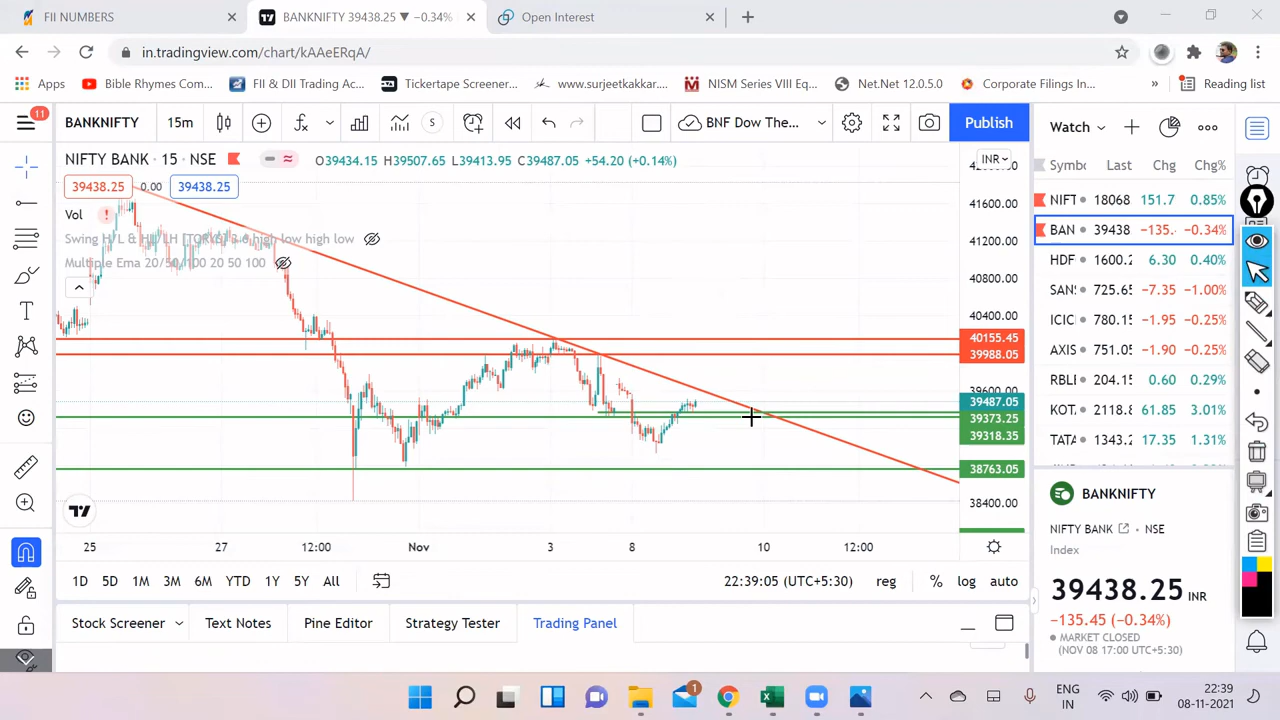 FII NUMBERS
BANKNIFTY 39438.25 ▼ −0.34%
Open Interest
in.tradingview.com/chart/kAAeERqA/
Apps
Bible Rhymes Com...
FII & DII Trading Ac...
Tickertape Screener...
www.surjeetkakkar....
NISM Series VIII Eq...
Net.Net 12.0.5.0
Corporate Filings In...
»
Reading list
11
BANKNIFTY
15m
S
BNF Dow The...
Publish
Watch
NIFTY BANK · 15 · NSE
O39434.15 H39507.65 L39413.95 C39487.05 +54.20 (+0.14%)
INR
39438.25 0.00 39438.25
Vol
Multiple Ema 20/50/100 20 50 100
41600.00
41200.00
40800.00
40400.00
40155.45
39988.05
39600.00
39487.05
39373.25
39318.35
38763.05
38400.00
25 27 12:00 Nov 3 8 10 12:00
1D 5D 1M 3M 6M YTD 1Y 5Y All
22:39:05 (UTC+5:30) reg % log auto
Stock Screener
Text Notes
Pine Editor
Strategy Tester
Trading Panel
Symbo Last Chg Chg%
NIFT 18068 151.7 0.85%
BAN 39438 −135. −0.34%
HDF 1600.2 6.30 0.40%
SAN 725.65 −7.35 −1.00%
ICIC 780.15 −1.95 −0.25%
AXIS 751.05 −1.90 −0.25%
RBLE 204.15 0.60 0.29%
KOT 2118.8 61.85 3.01%
TATA 1343.2 17.35 1.31%
BANKNIFTY
NIFTY BANK NSE
Index
39438.25 INR
−135.45 (−0.34%)
MARKET CLOSED
(NOV 08 17:00 UTC+5:30)
1
ENG
IN
22:39
08-11-2021